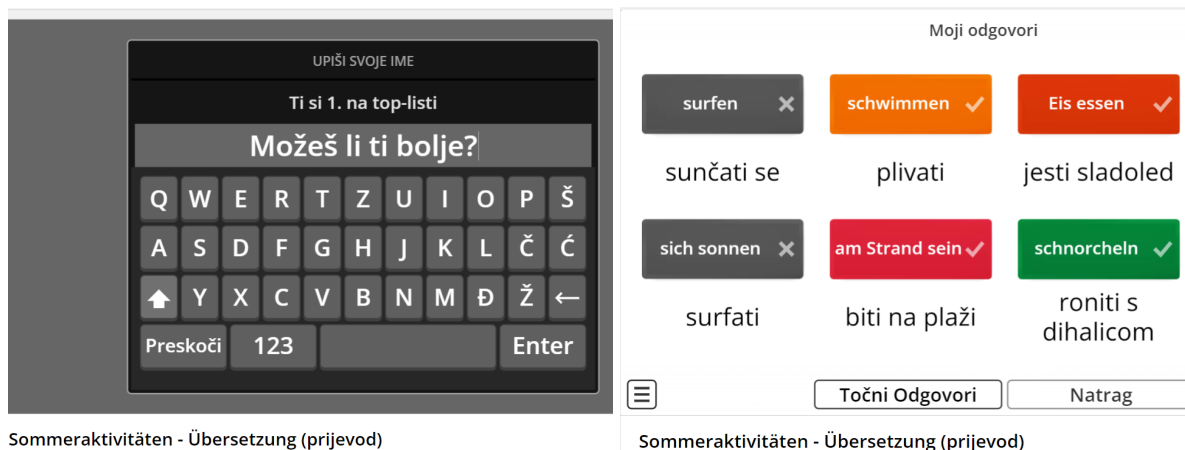 UPIŠI SVOJE IME
Ti si 1. na top-listi
Možeš li ti bolje?
Q W E R T Z U I O P Š
A S D F G H J K L Č Ć
Y X C V B N M Đ Ž ←
Preskoči 123 Enter
Sommeraktivitäten - Übersetzung (prijevod)
Moji odgovori
surfen schwimmen Eis essen
sunčati se plivati jesti sladoled
sich sonnen am Strand sein schnorcheln
surfati biti na plaži roniti s
dihalicom
Točni Odgovori Natrag
Sommeraktivitäten - Übersetzung (prijevod)